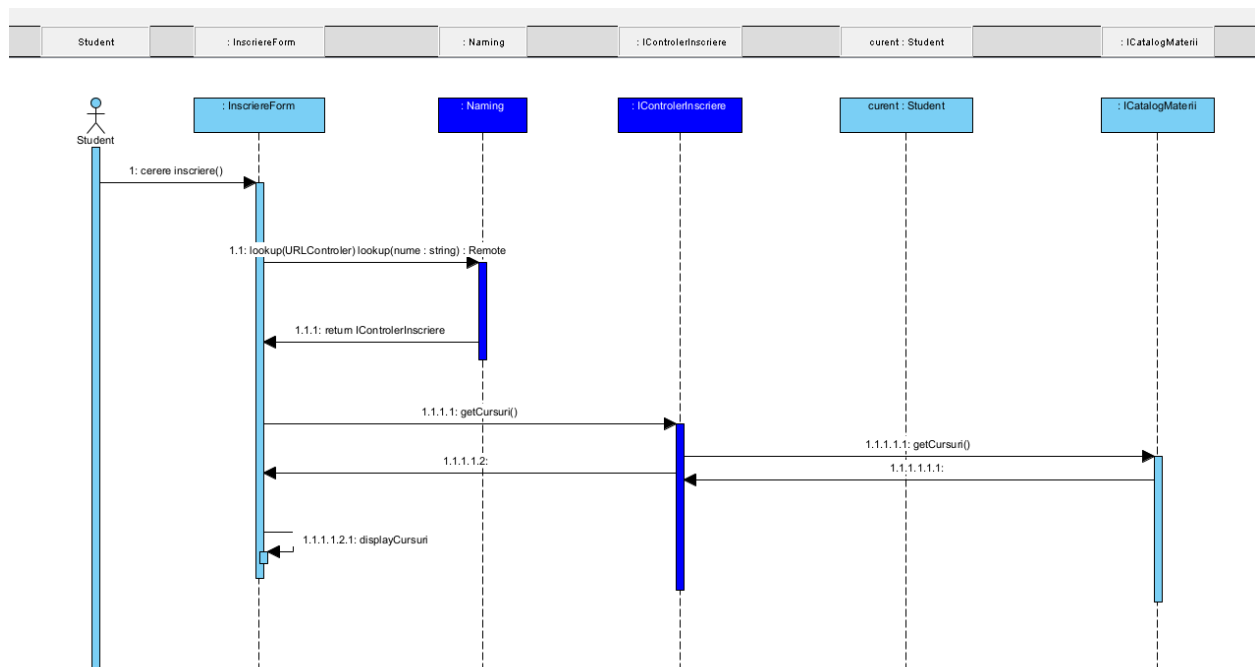 Student
: InscriereForm
: Naming
: IControlerInscriere
curent : Student
: ICatalogMaterii
: InscriereForm
: Naming
: IControlerInscriere
curent : Student
: ICatalogMaterii
Student
1: cerere inscriere()
1.1: lookup(URLControler) lookup(nume : string) : Remote
1.1.1: return IControlerInscriere
1.1.1.1: getCursuri()
1.1.1.1.1: getCursuri()
1.1.1.1.2:
1.1.1.1.1.1:
1.1.1.1.2.1: displayCursuri